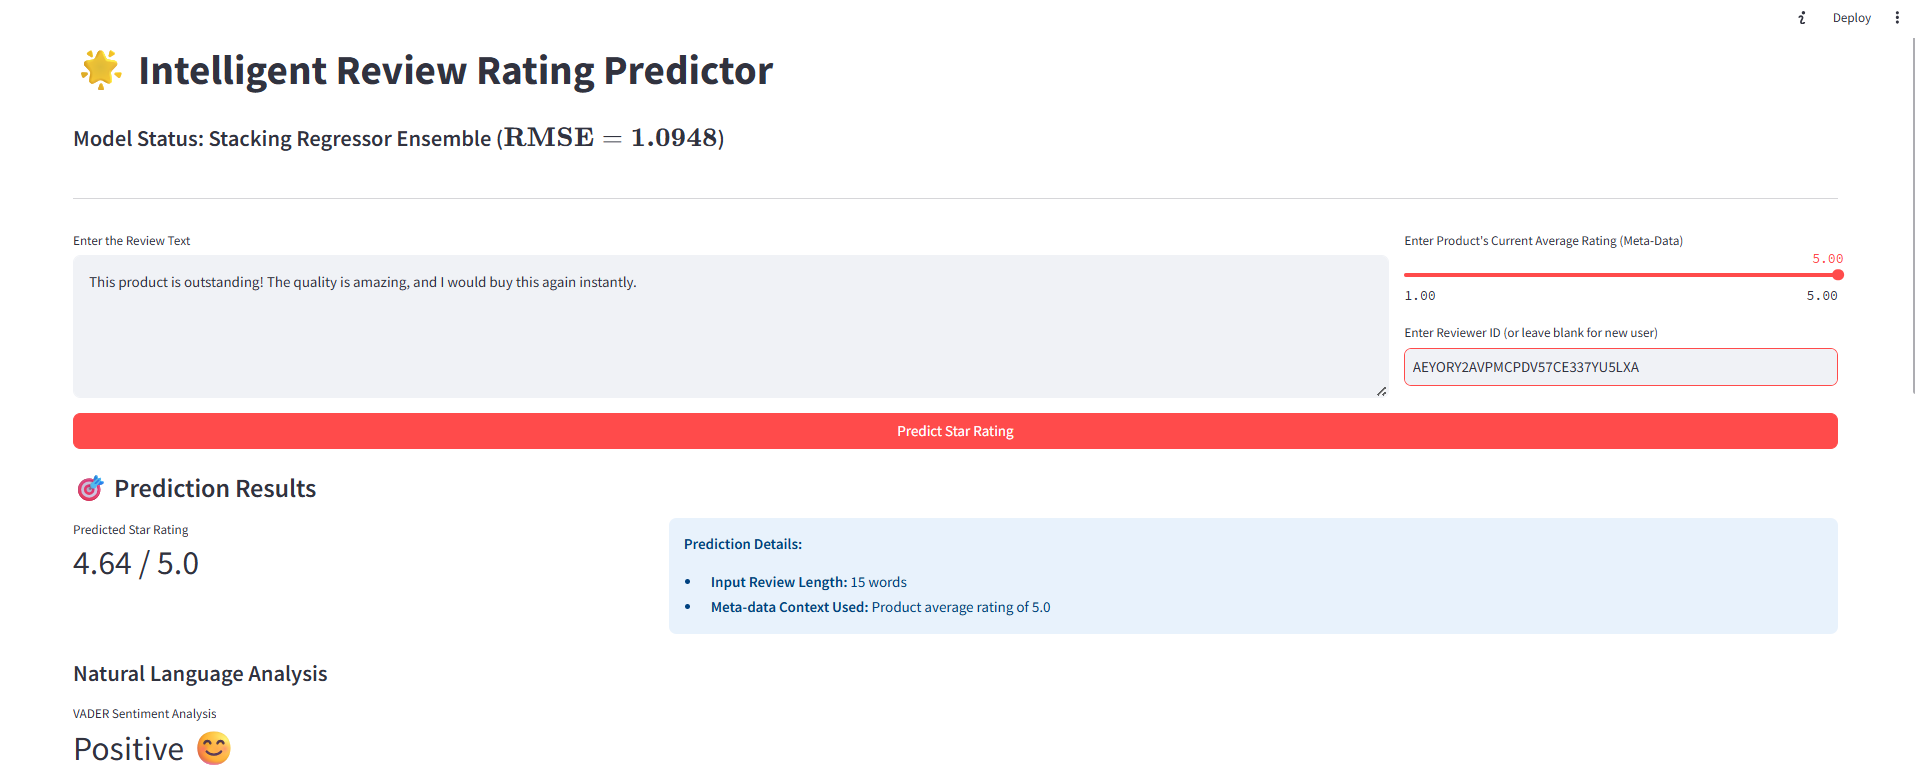 Deploy
Intelligent Review Rating Predictor
Model Status: Stacking Regressor Ensemble (RMSE = 1.0948)
Enter the Review Text
This product is outstanding! The quality is amazing, and I would buy this again instantly.
Enter Product's Current Average Rating (Meta-Data)
5.00
1.00 5.00
Enter Reviewer ID (or leave blank for new user)
AEYORY2AVPMCPDV57CE337YU5LXA
Predict Star Rating
Prediction Results
Predicted Star Rating
4.64 / 5.0
Prediction Details:
• Input Review Length: 15 words
• Meta-data Context Used: Product average rating of 5.0
Natural Language Analysis
VADER Sentiment Analysis
Positive 😊